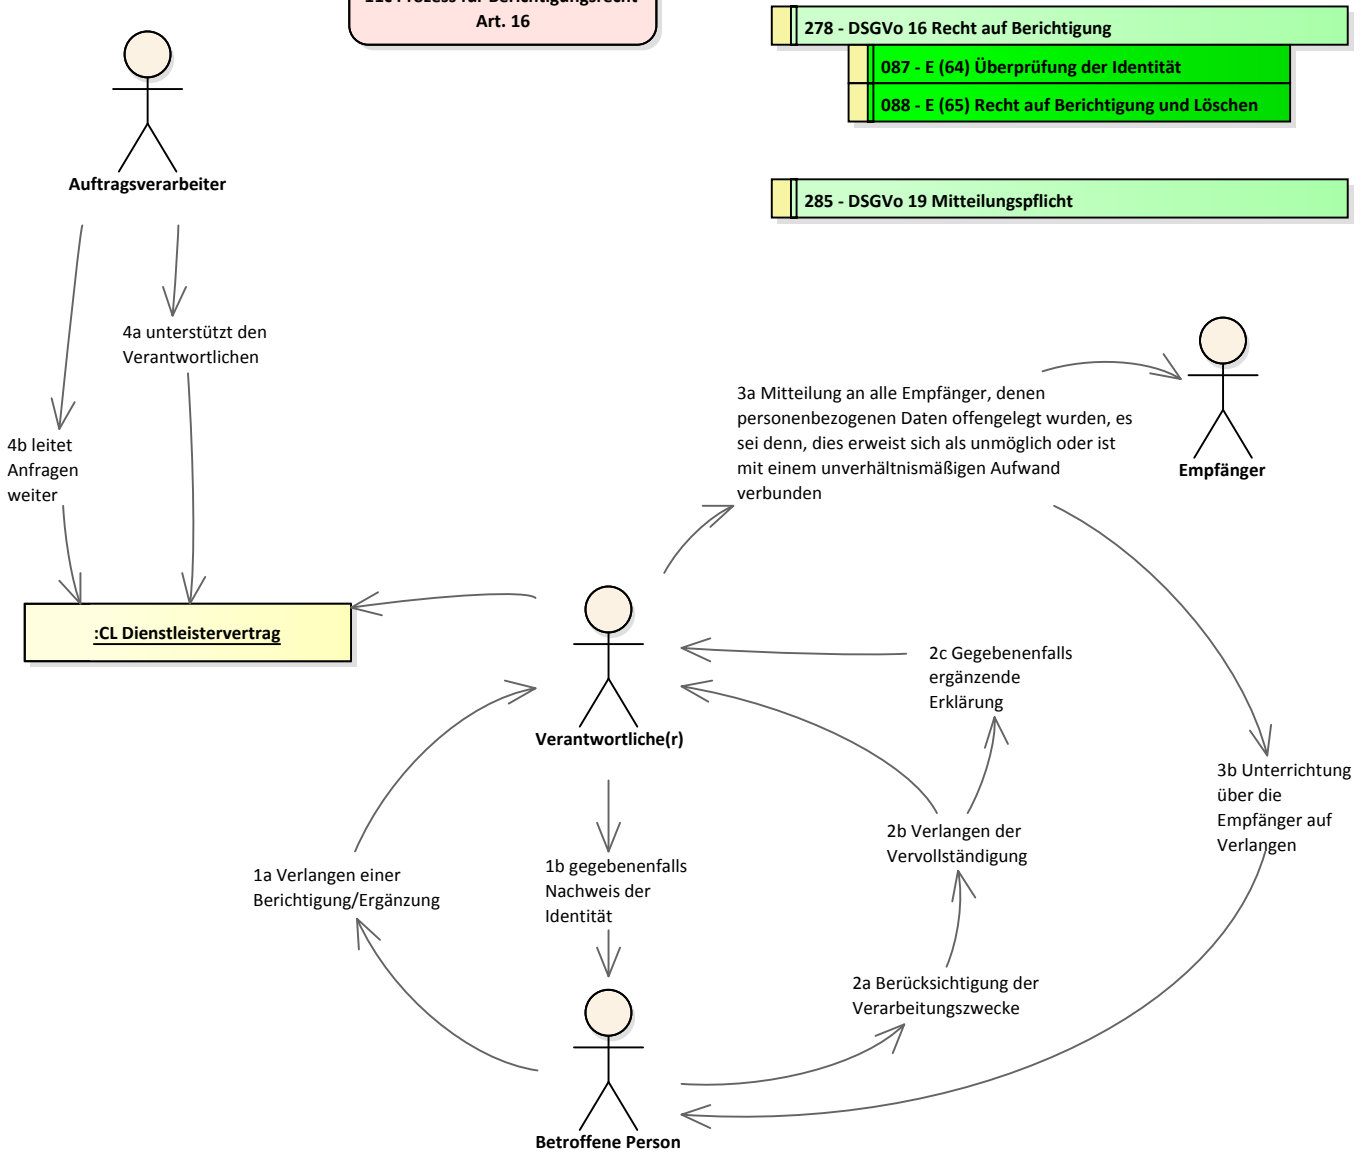 Prozess für Berichtigungsrecht
Art. 16
278 - DSGVo 16 Recht auf Berichtigung
087 - E (64) Überprüfung der Identität
088 - E (65) Recht auf Berichtigung und Löschen
285 - DSGVo 19 Mitteilungspflicht
Auftragsverarbeiter
4a unterstützt den
Verantwortlichen
4b leitet
Anfragen
weiter
3a Mitteilung an alle Empfänger, denen
personenbezogenen Daten offengelegt wurden, es
sei denn, dies erweist sich als unmöglich oder ist
mit einem unverhältnismäßigen Aufwand
verbunden
Empfänger
:CL Dienstleistervertrag
Verantwortliche(r)
2c Gegebenenfalls
ergänzende
Erklärung
3b Unterrichtung
über die
Empfänger auf
Verlangen
2b Verlangen der
Vervollständigung
1a Verlangen einer
Berichtigung/Ergänzung
1b gegebenenfalls
Nachweis der
Identität
2a Berücksichtigung der
Verarbeitungszwecke
Betroffene Person